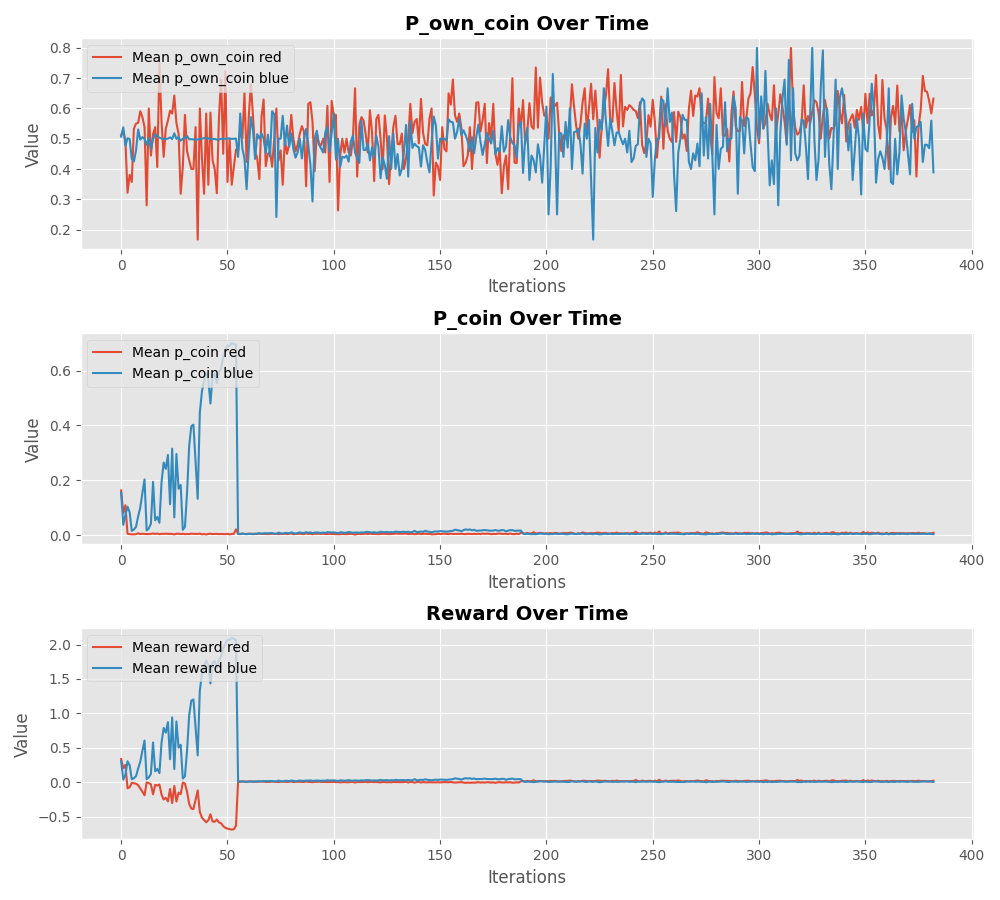 P_own_coin Over Time
Mean p_own_coin red
Mean p_own_coin blue
Value
0.8
0.7
0.6
0.5
0.4
0.3
0.2
0 50 100 150 200 250 300 350 400
Iterations
P_coin Over Time
Mean p_coin red
Mean p_coin blue
Value
0.6
0.4
0.2
0.0
0 50 100 150 200 250 300 350 400
Iterations
Reward Over Time
Mean reward red
Mean reward blue
Value
2.0
1.5
1.0
0.5
0.0
−0.5
0 50 100 150 200 250 300 350 400
Iterations